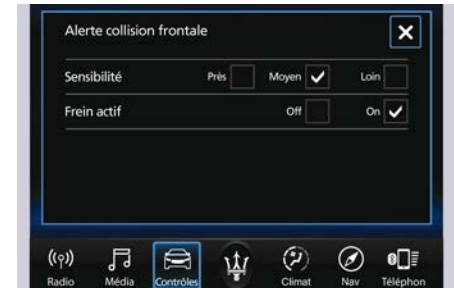 Alerte collision frontale
Sensibilité Près Moyen Loin
Frein actif Off On
Radio Média Contrôles Climat Nav Téléphon